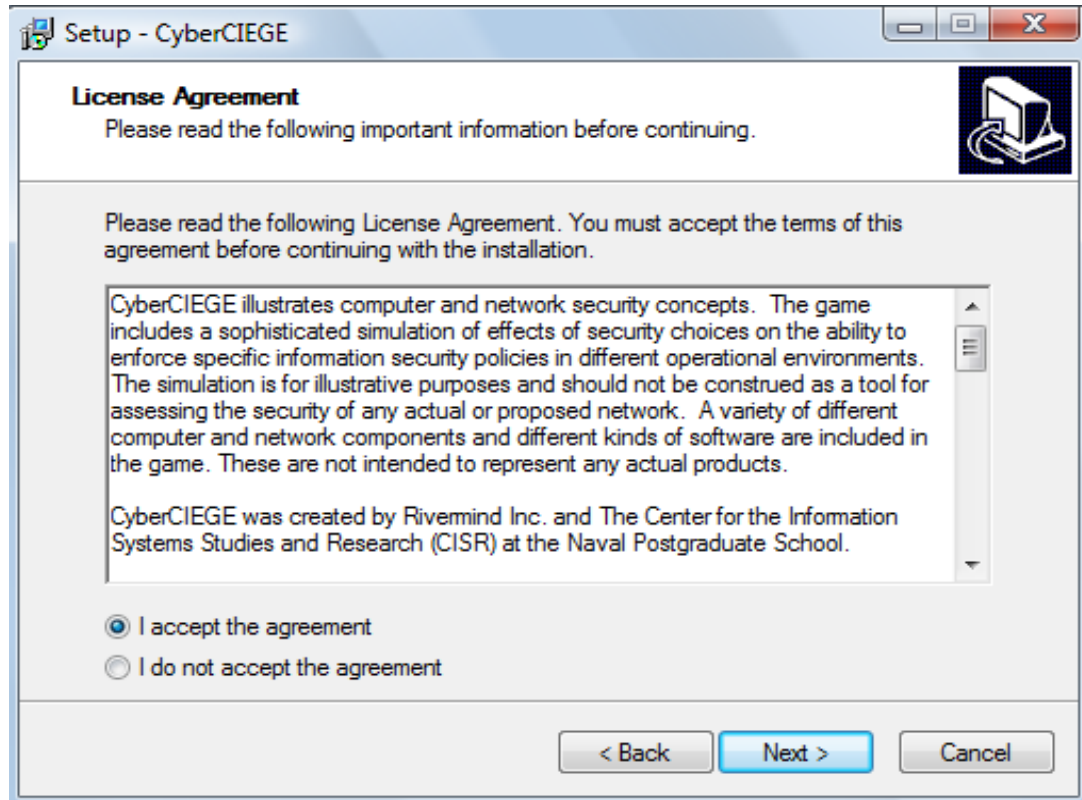 Setup - CyberCIEGE
License Agreement
Please read the following important information before continuing.
Please read the following License Agreement. You must accept the terms of this
agreement before continuing with the installation.
CyberCIEGE illustrates computer and network security concepts.  The game
includes a sophisticated simulation of effects of security choices on the ability to
enforce specific information security policies in different operational environments.
The simulation is for illustrative purposes and should not be construed as a tool for
assessing the security of any actual or proposed network.  A variety of different
computer and network components and different kinds of software are included in
the game. These are not intended to represent any actual products.
CyberCIEGE was created by Rivermind Inc. and The Center for the Information
Systems Studies and Research (CISR) at the Naval Postgraduate School.
I accept the agreement
I do not accept the agreement
< Back Next > Cancel